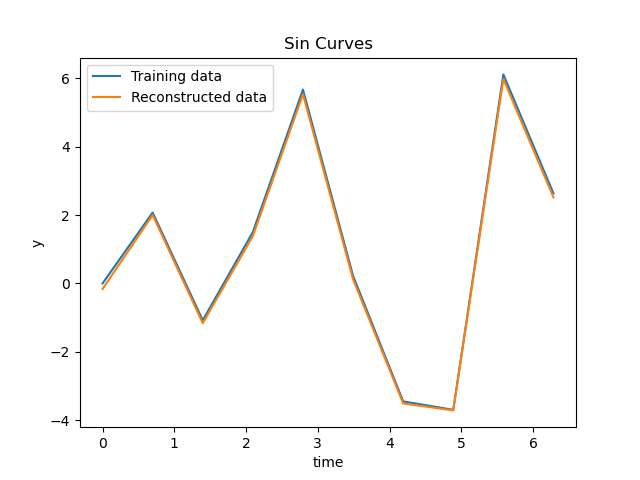 Sin Curves
Training data
Reconstructed data
6
4
2
0
−2
−4
y
0 1 2 3 4 5 6
time